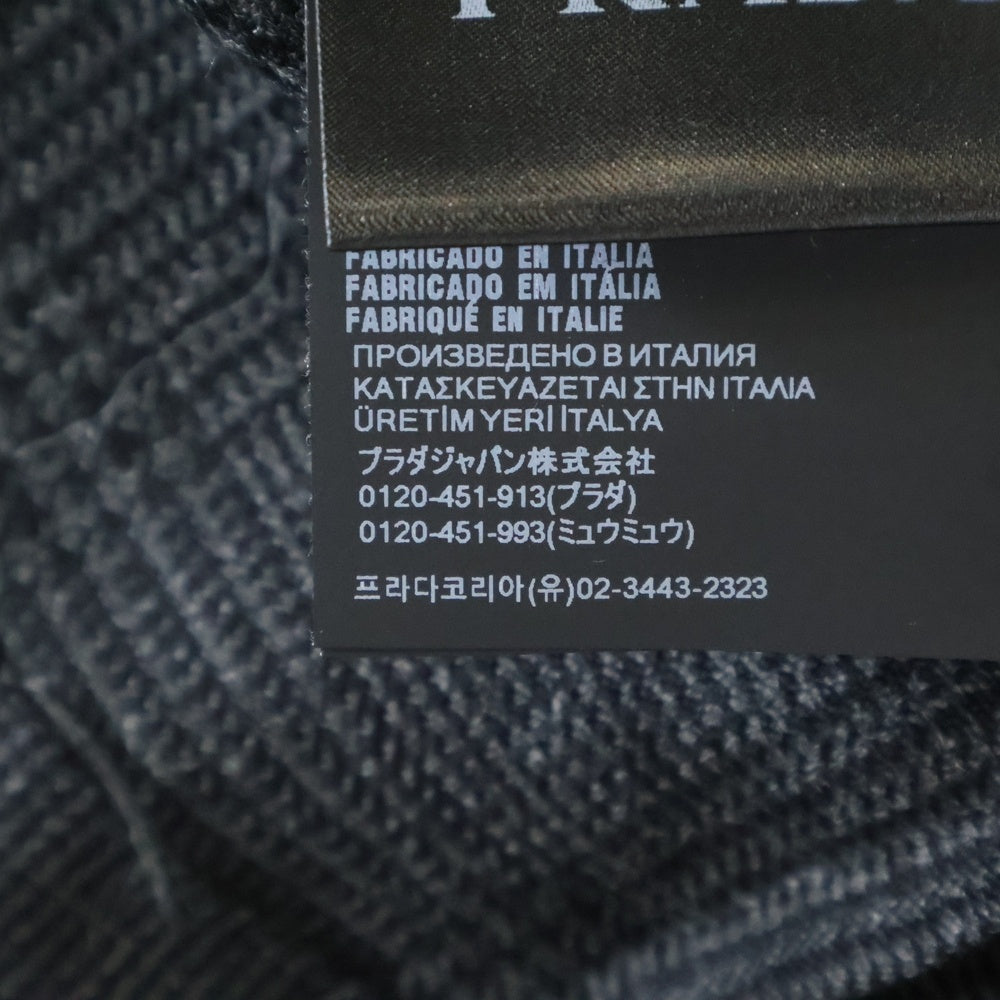 FABRICADO EN ITALIA
FABRICADO EM ITÁLIA
FABRIQUÉ EN ITALIE
ПРОИЗВЕДЕНО В ИТАЛИЯ
ΚΑΤΑΣΚΕΥΑΖΕΤΑΙ ΣΤΗΝ ΙΤΑΛΙΑ
ÜRETİM YERİ İTALYA
プラダジャパン株式会社
0120-451-913(プラダ)
0120-451-993(ミュウミュウ)
프라다코리아(유)02-3443-2323